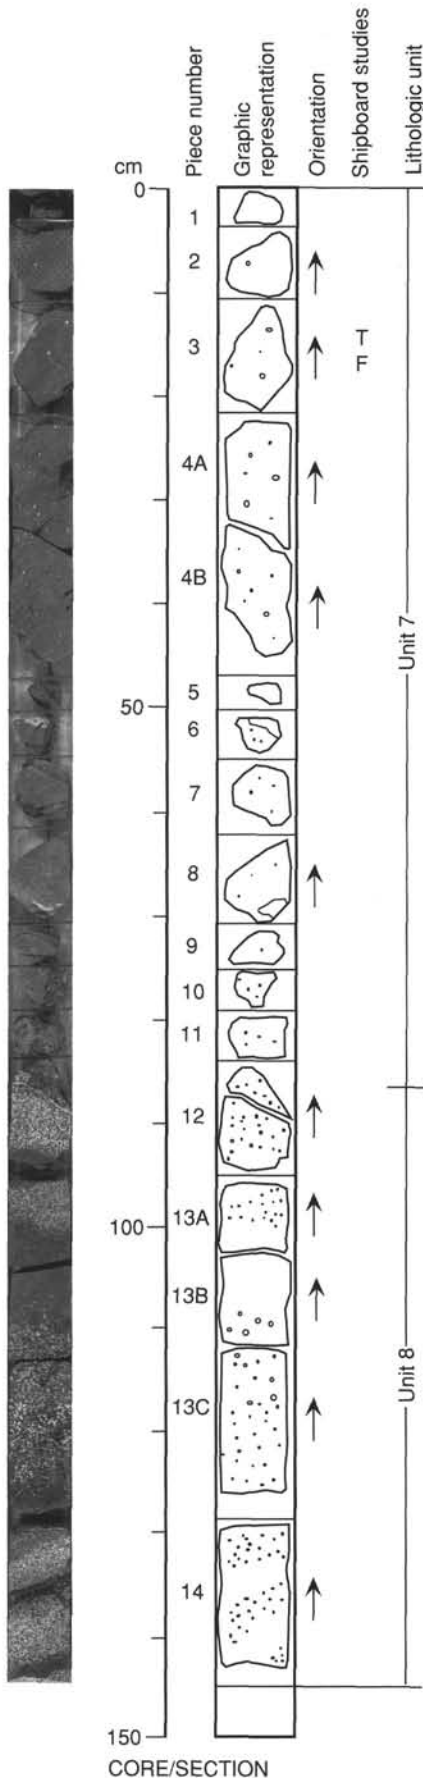 cm
Piece number
Graphic representation
Orientation
Shipboard studies
Lithologic unit
0
1
2
3
T
F
4A
4B
Unit 7
50
5
6
7
8
9
10
11
12
100
13A
13B
13C
Unit 8
14
150
CORE/SECTION